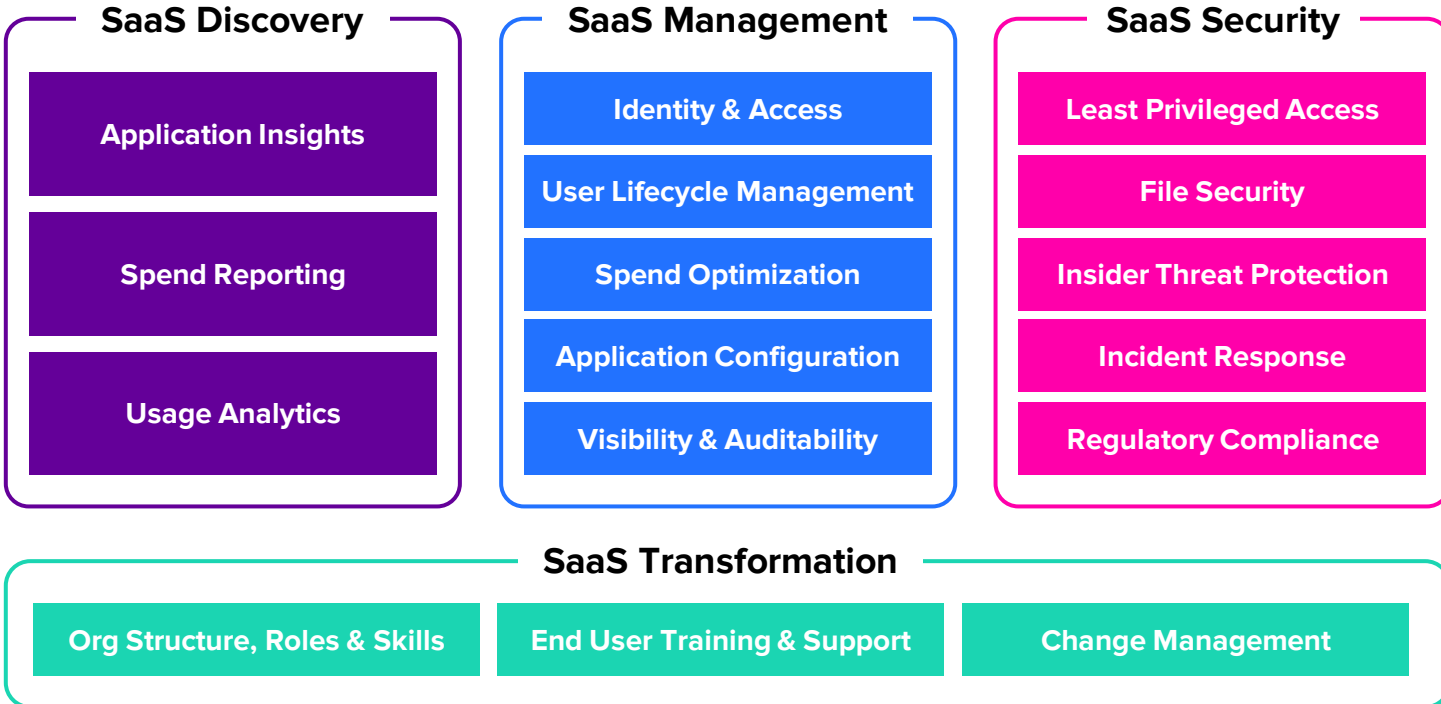 SaaS Discovery
Application Insights
Spend Reporting
Usage Analytics
SaaS Management
Identity & Access
User Lifecycle Management
Spend Optimization
Application Configuration
Visibility & Auditability
SaaS Security
Least Privileged Access
File Security
Insider Threat Protection
Incident Response
Regulatory Compliance
SaaS Transformation
Org Structure, Roles & Skills
End User Training & Support
Change Management